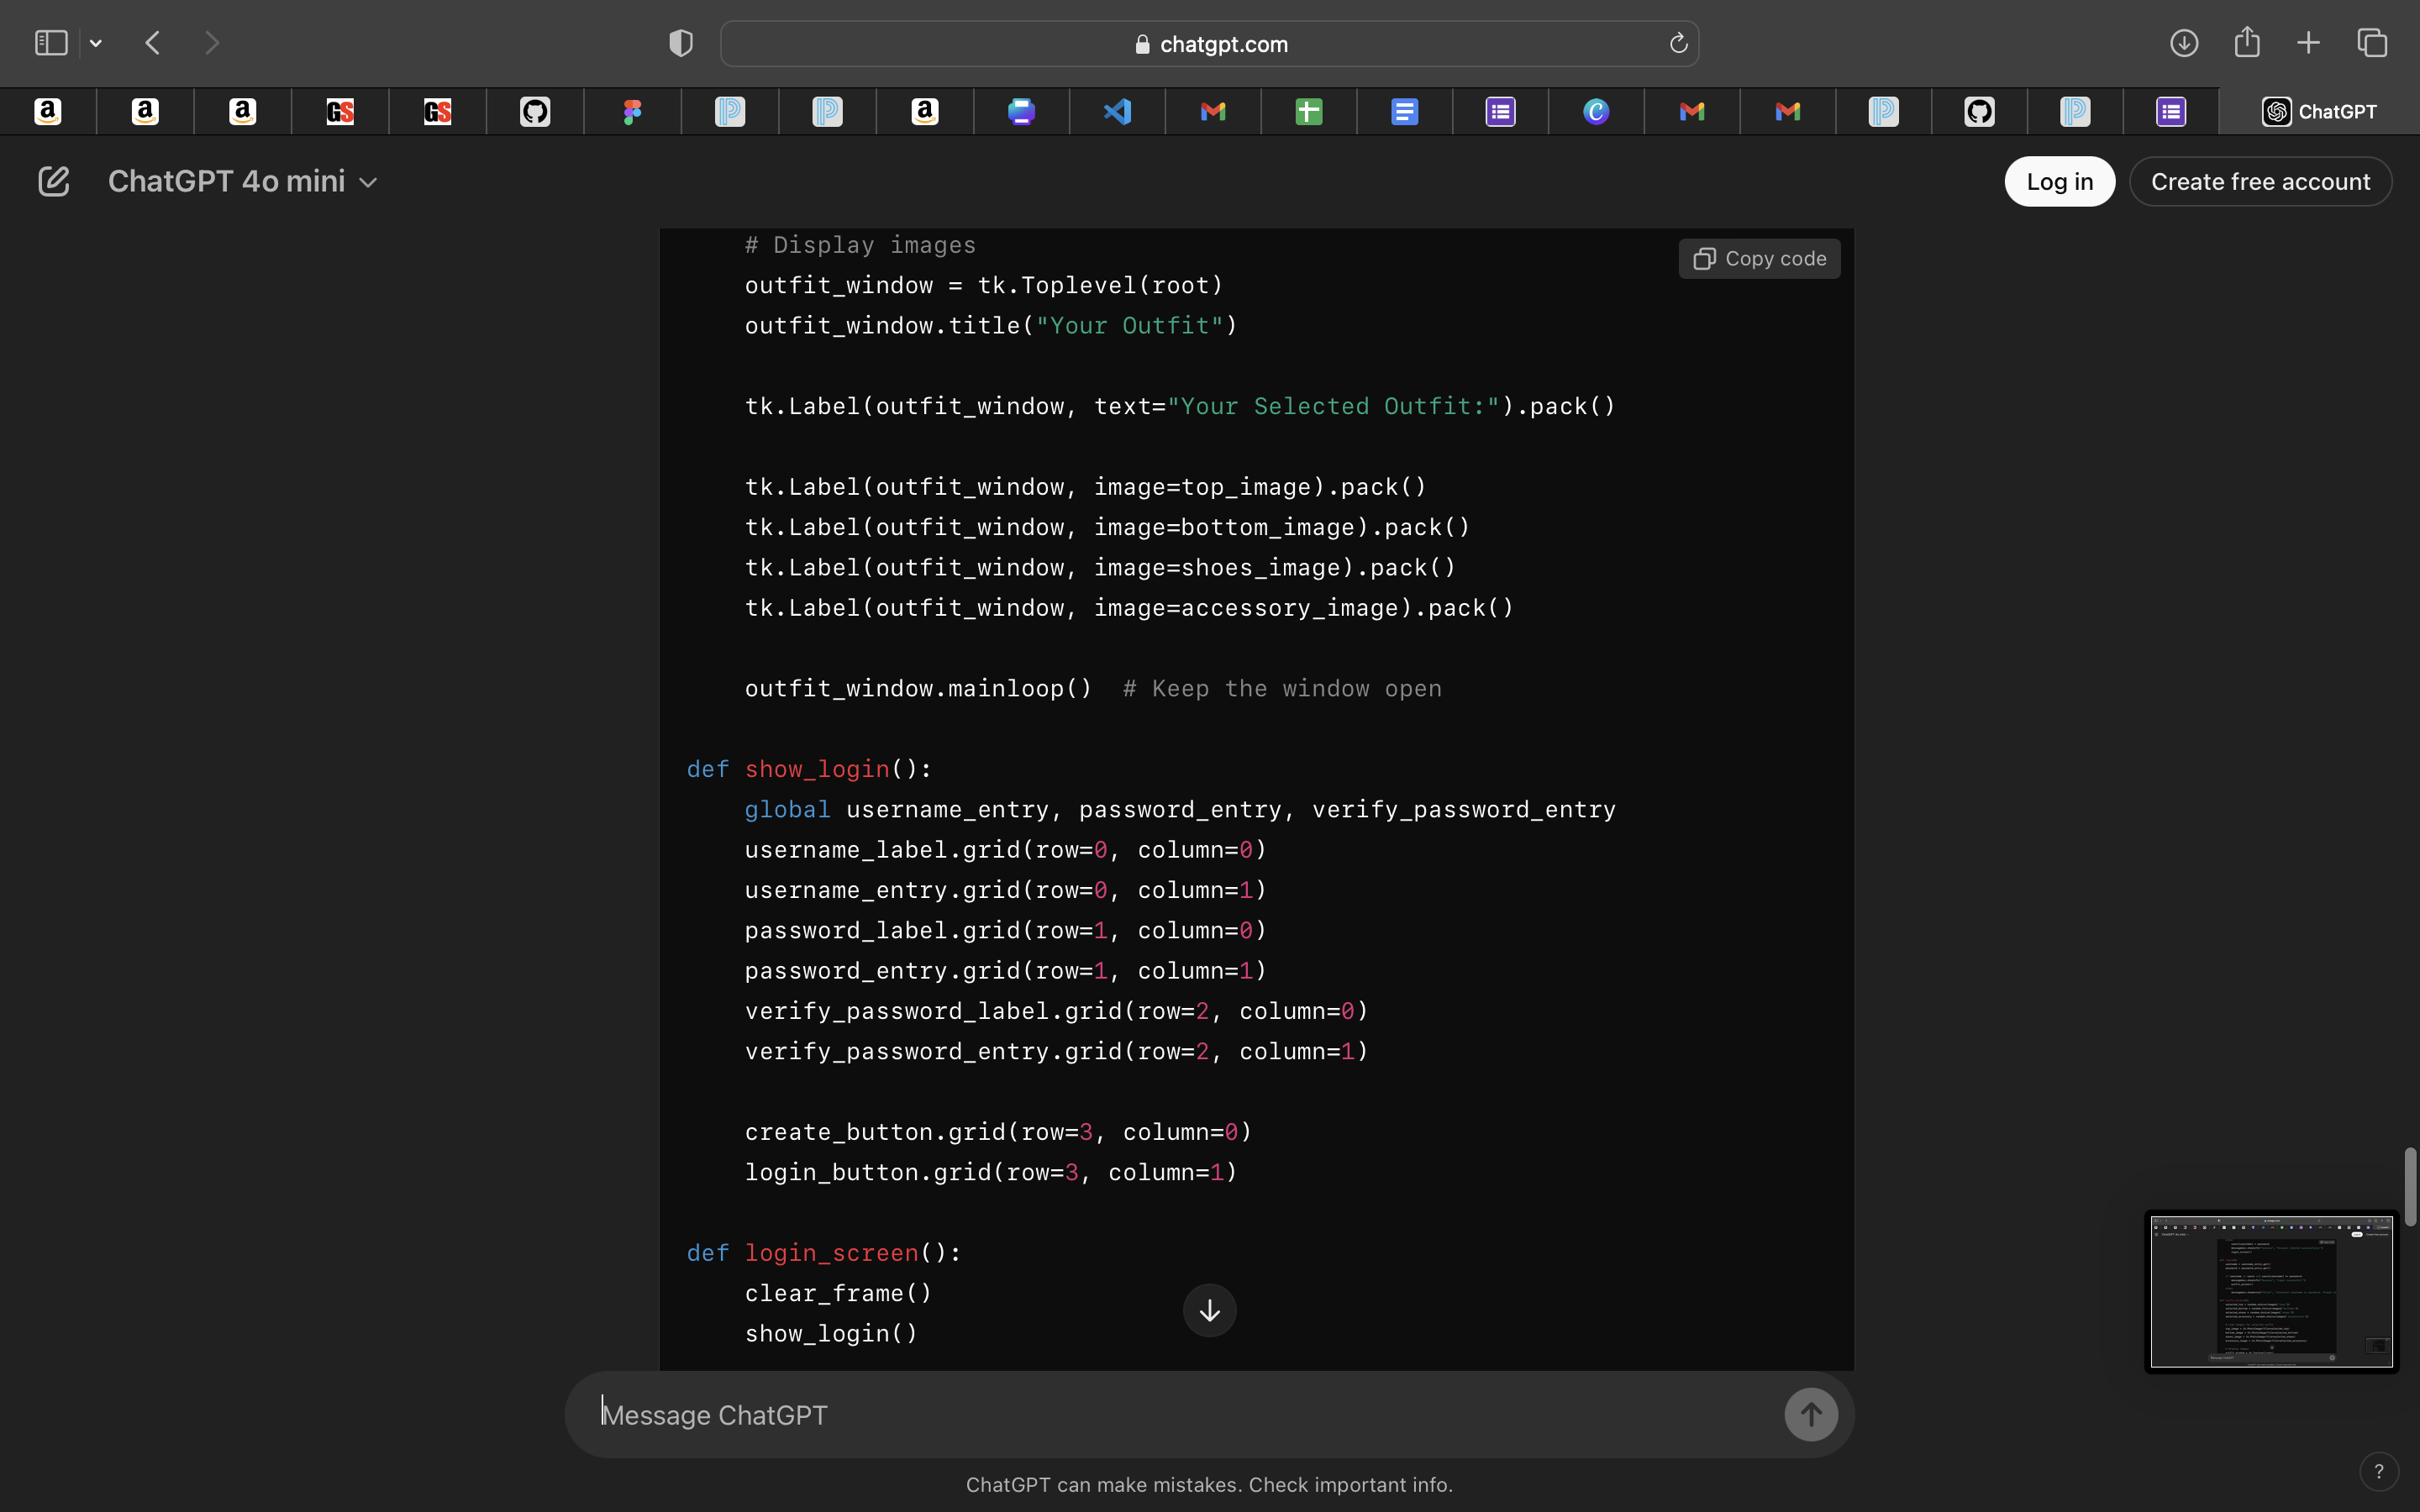 chatgpt.com
ChatGPT
ChatGPT 4o mini
Log in
Create free account
Copy code
# Display images
outfit_window = tk.Toplevel(root)
outfit_window.title("Your Outfit")
tk.Label(outfit_window, text="Your Selected Outfit:").pack()
tk.Label(outfit_window, image=top_image).pack()
tk.Label(outfit_window, image=bottom_image).pack()
tk.Label(outfit_window, image=shoes_image).pack()
tk.Label(outfit_window, image=accessory_image).pack()
outfit_window.mainloop()  # Keep the window open
def show_login():
global username_entry, password_entry, verify_password_entry
username_label.grid(row=0, column=0)
username_entry.grid(row=0, column=1)
password_label.grid(row=1, column=0)
password_entry.grid(row=1, column=1)
verify_password_label.grid(row=2, column=0)
verify_password_entry.grid(row=2, column=1)
create_button.grid(row=3, column=0)
login_button.grid(row=3, column=1)
def login_screen():
clear_frame()
show_login()
Message ChatGPT
ChatGPT can make mistakes. Check important info.
?